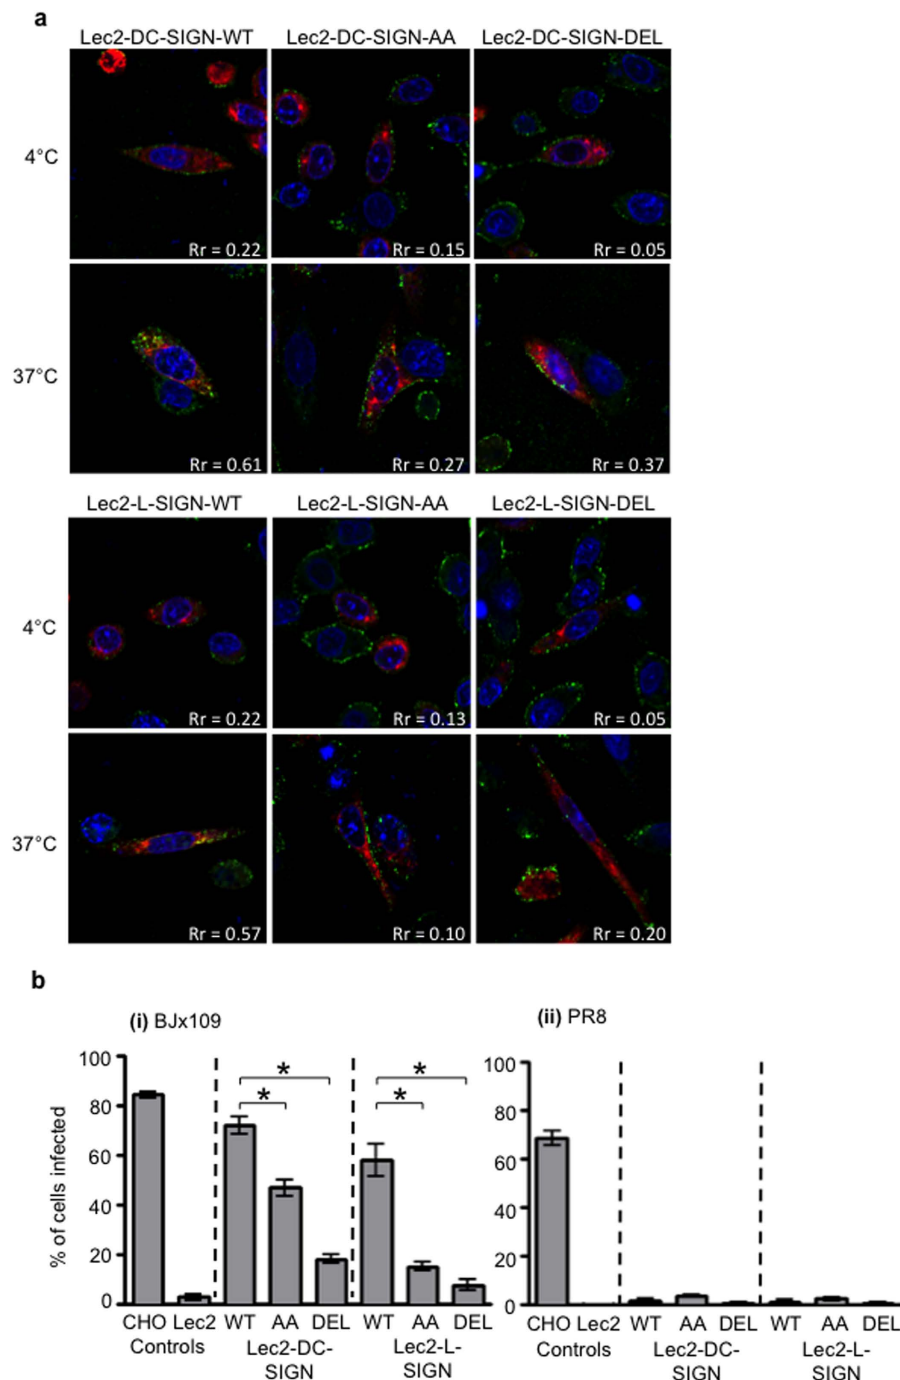 a
Lec2-DC-SIGN-WT Lec2-DC-SIGN-AA Lec2-DC-SIGN-DEL
4°C
Rr = 0.22 Rr = 0.15 Rr = 0.05
37°C
Rr = 0.61 Rr = 0.27 Rr = 0.37
Lec2-L-SIGN-WT Lec2-L-SIGN-AA Lec2-L-SIGN-DEL
4°C
Rr = 0.22 Rr = 0.13 Rr = 0.05
37°C
Rr = 0.57 Rr = 0.10 Rr = 0.20
b
(i) BJx109
% of cells infected
100
80
60
40
20
0
* *
* *
CHO Lec2 WT AA DEL WT AA DEL
Controls Lec2-DC- Lec2-L-
SIGN SIGN
(ii) PR8
100
80
60
40
20
0
CHO Lec2 WT AA DEL WT AA DEL
Controls Lec2-DC- Lec2-L-
SIGN SIGN